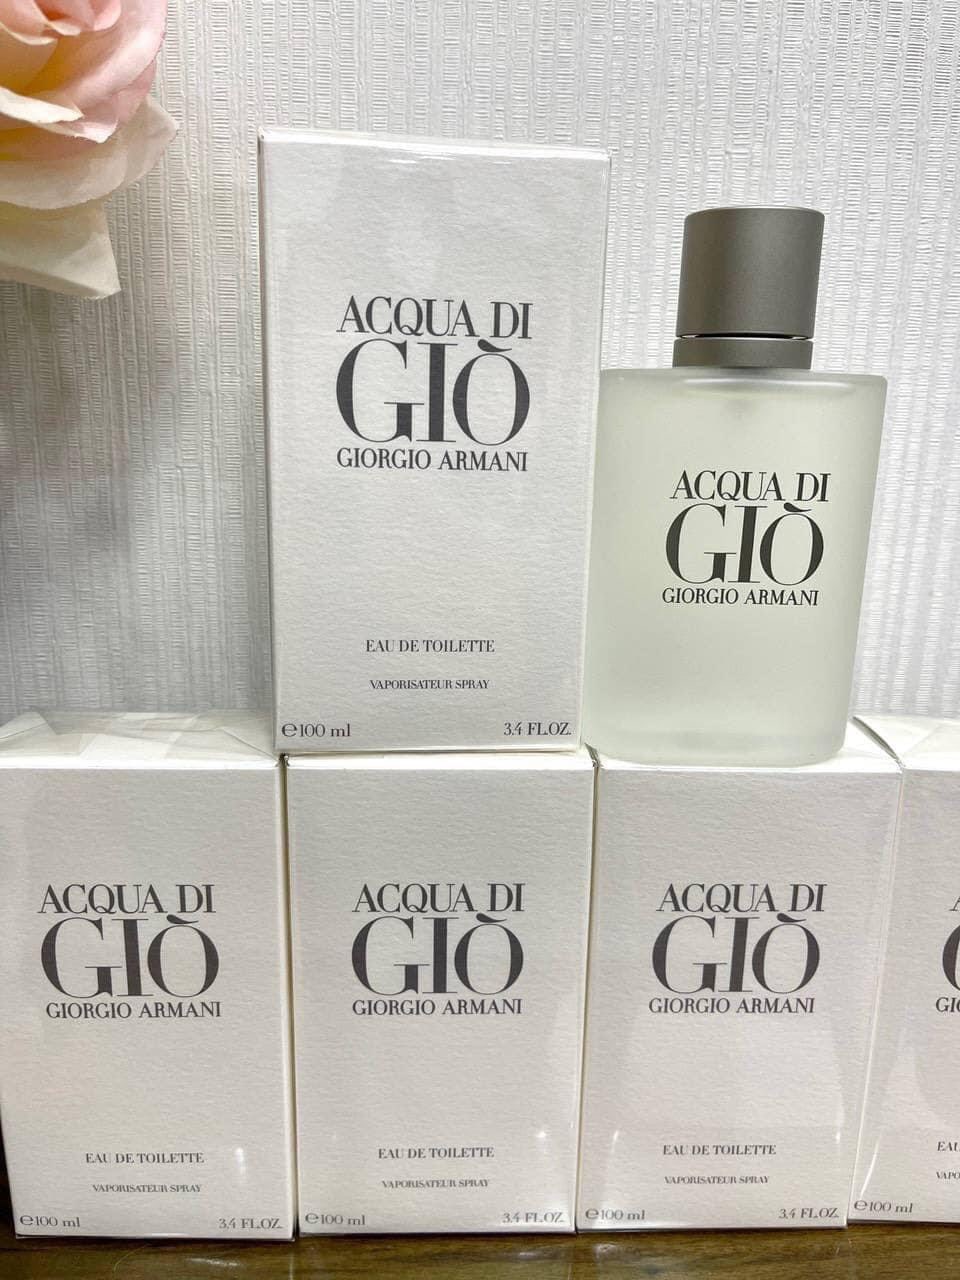 ACQUA DI
GIÒ
GIORGIO ARMANI
EAU DE TOILETTE
VAPORISATEUR SPRAY
℮100 ml 3.4 FL.OZ.
ACQUA DI
GIÒ
GIORGIO ARMANI
ACQUA DI
GIÒ
GIORGIO ARMANI
EAU DE TOILETTE
VAPORISATEUR SPRAY
℮100 ml 3.4 FL.OZ.
ACQUA DI
GIÒ
GIORGIO ARMANI
EAU DE TOILETTE
VAPORISATEUR SPRAY
℮100 ml 3.4 FL.OZ.
ACQUA DI
GIÒ
GIORGIO ARMANI
EAU DE TOILETTE
VAPORISATEUR SPRAY
℮100 ml 3.4 FL.OZ.
℮100 ml